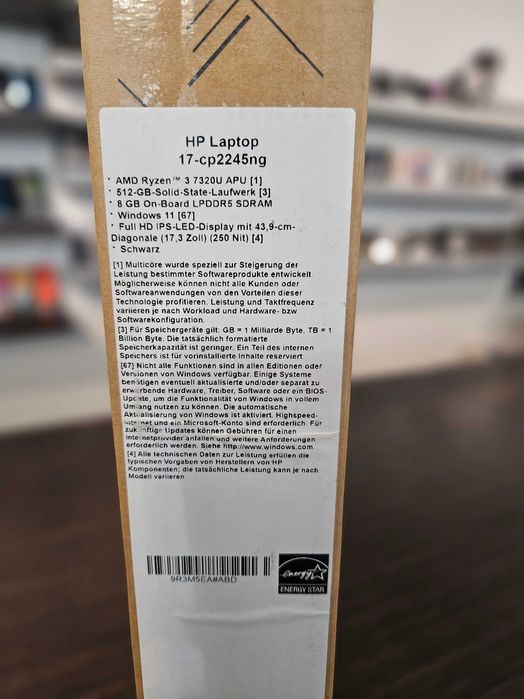 HP Laptop
17-cp2245ng
· AMD Ryzen™ 3 7320U APU [1]
· 512-GB-Solid-State-Laufwerk [3]
· 8 GB On-Board LPDDR5 SDRAM
· Windows 11 [67]
· Full HD IPS-LED-Display mit 43,9-cm-
Diagonale (17,3 Zoll) (250 Nit) [4]
· Schwarz
[1] Multicore wurde speziell zur Steigerung der
Leistung bestimmter Softwareprodukte entwickelt.
Möglicherweise können nicht alle Kunden oder
Softwareanwendungen von den Vorteilen dieser
Technologie profitieren. Leistung und Taktfrequenz
variieren je nach Workload und Hardware- bzw
Softwarekonfiguration.
[3] Für Speichergeräte gilt: GB = 1 Milliarde Byte, TB = 1
Billion Byte. Die tatsächlich formatierte
Speicherkapazität ist geringer. Ein Teil des internen
Speichers ist für vorinstallierte Inhalte reserviert
[67] Nicht alle Funktionen sind in allen Editionen oder
Versionen von Windows verfügbar. Einige Systeme
benötigen eventuell aktualisierte und/oder separat zu
erwerbende Hardware, Treiber, Software oder ein BIOS-
Update, um die Funktionalität von Windows in vollem
Umfang nutzen zu können. Die automatische
Aktualisierung von Windows ist aktiviert. Highspeed-
Internet und ein Microsoft-Konto sind erforderlich. Für
zukünftige Updates können Gebühren für einen
Internetprovider anfallen und weitere Anforderungen
erforderlich werden. Siehe http://www.windows.com
[4] Alle technischen Daten zur Leistung erfüllen die
typischen Vorgaben von Herstellern von HP
Komponenten; die tatsächliche Leistung kann je nach
Modell variieren
9R3M5EA#ABD
energy
ENERGY STAR